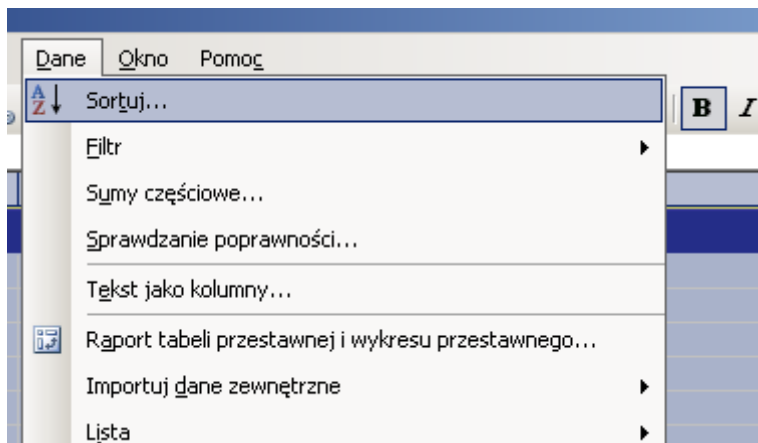 Dane Okno Pomoc
A Z Sortuj... B I
Filtr
Sumy częściowe...
Sprawdzanie poprawności...
Tekst jako kolumny...
Raport tabeli przestawnej i wykresu przestawnego...
Importuj dane zewnętrzne
Lista